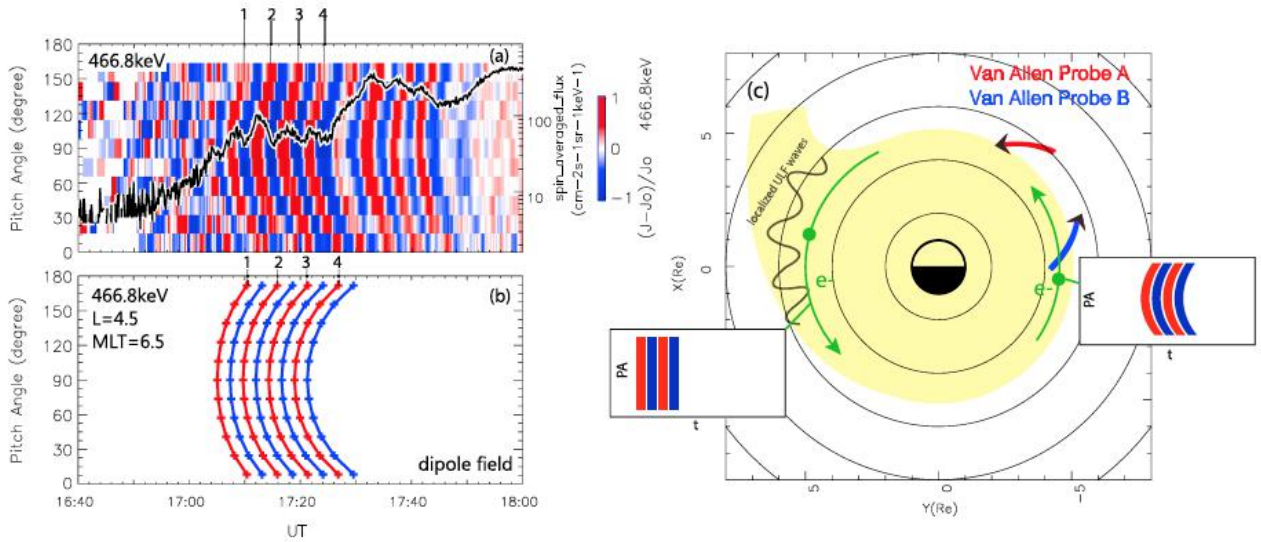 1 2 3 4
180
150
120
90
60
30
0
Pitch Angle (degree)
466.8keV
(a)
100
10
spin_averaged_flux
(cm-2s-1sr-1keV-1)
1
0
-1
466.8keV
(J-Jo)/Jo
1 2 3 4
180
150
120
90
60
30
0
Pitch Angle (degree)
466.8keV
L=4.5
MLT=6.5
(b)
dipole field
16:40 17:00 17:20 17:40 18:00
UT
(c)
Van Allen Probe A
Van Allen Probe B
localized ULF waves
e-
e-
5
0
X(Re)
5 0 -5
Y(Re)
PA
t
PA
t